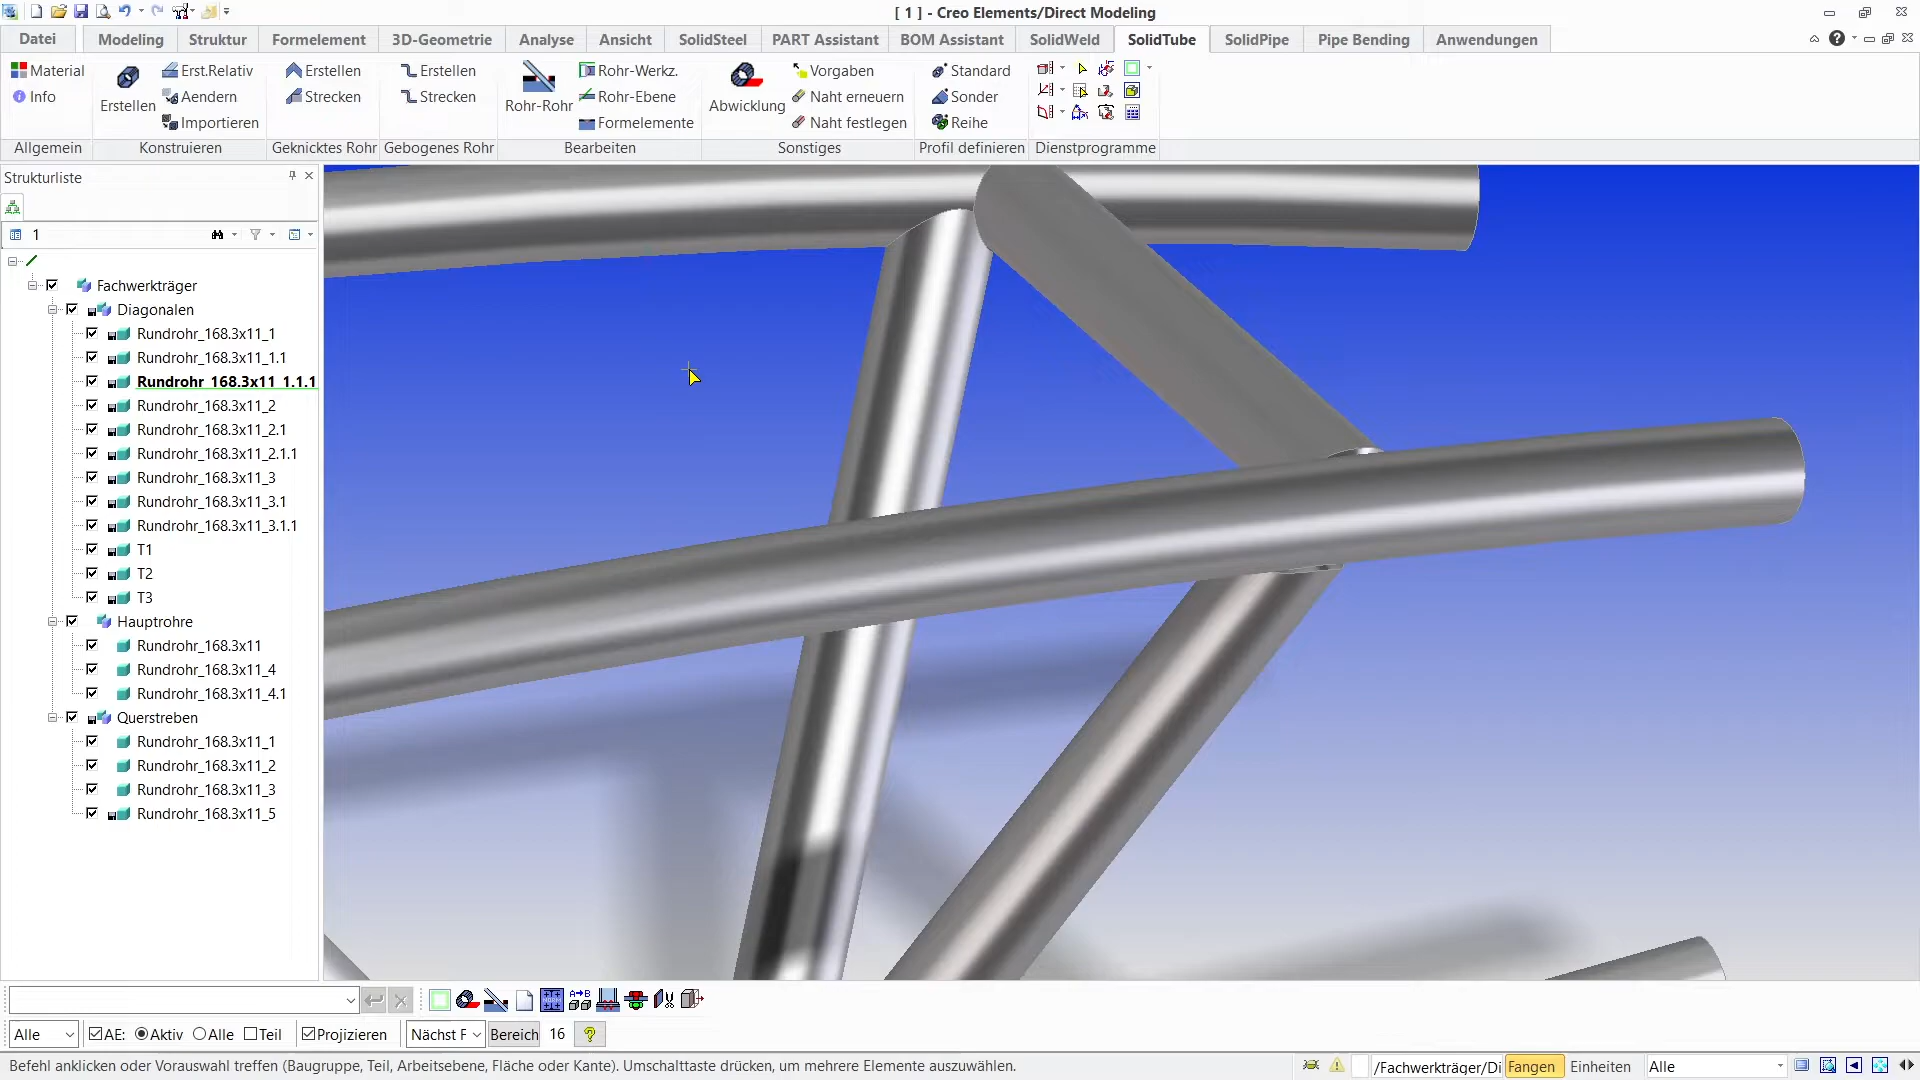 [ 1 ] - Creo Elements/Direct Modeling
Datei Modeling Struktur Formelement 3D-Geometrie Analyse Ansicht SolidSteel PART Assistant BOM Assistant SolidWeld SolidTube SolidPipe Pipe Bending Anwendungen
Material
Info
Allgemein
Erstellen
Erst.Relativ
Aendern
Importieren
Konstruieren
Erstellen
Strecken
Geknicktes Rohr
Erstellen
Strecken
Gebogenes Rohr
Rohr-Rohr
Rohr-Werkz.
Rohr-Ebene
Formelemente
Bearbeiten
Abwicklung
Vorgaben
Naht erneuern
Naht festlegen
Sonstiges
Standard
Sonder
Reihe
Profil definieren
Dienstprogramme
Strukturliste
1
Fachwerkträger
Diagonalen
Rundrohr_168.3x11_1
Rundrohr_168.3x11_1.1
Rundrohr_168.3x11_1.1.1
Rundrohr_168.3x11_2
Rundrohr_168.3x11_2.1
Rundrohr_168.3x11_2.1.1
Rundrohr_168.3x11_3
Rundrohr_168.3x11_3.1
Rundrohr_168.3x11_3.1.1
T1
T2
T3
Hauptrohre
Rundrohr_168.3x11
Rundrohr_168.3x11_4
Rundrohr_168.3x11_4.1
Querstreben
Rundrohr_168.3x11_1
Rundrohr_168.3x11_2
Rundrohr_168.3x11_3
Rundrohr_168.3x11_5
Alle AE: Aktiv Alle Teil Projizieren Nächst F Bereich 16
Befehl anklicken oder Vorauswahl treffen (Baugruppe, Teil, Arbeitsebene, Fläche oder Kante). Umschalttaste drücken, um mehrere Elemente auszuwählen. /Fachwerkträger/Di Fangen Einheiten Alle